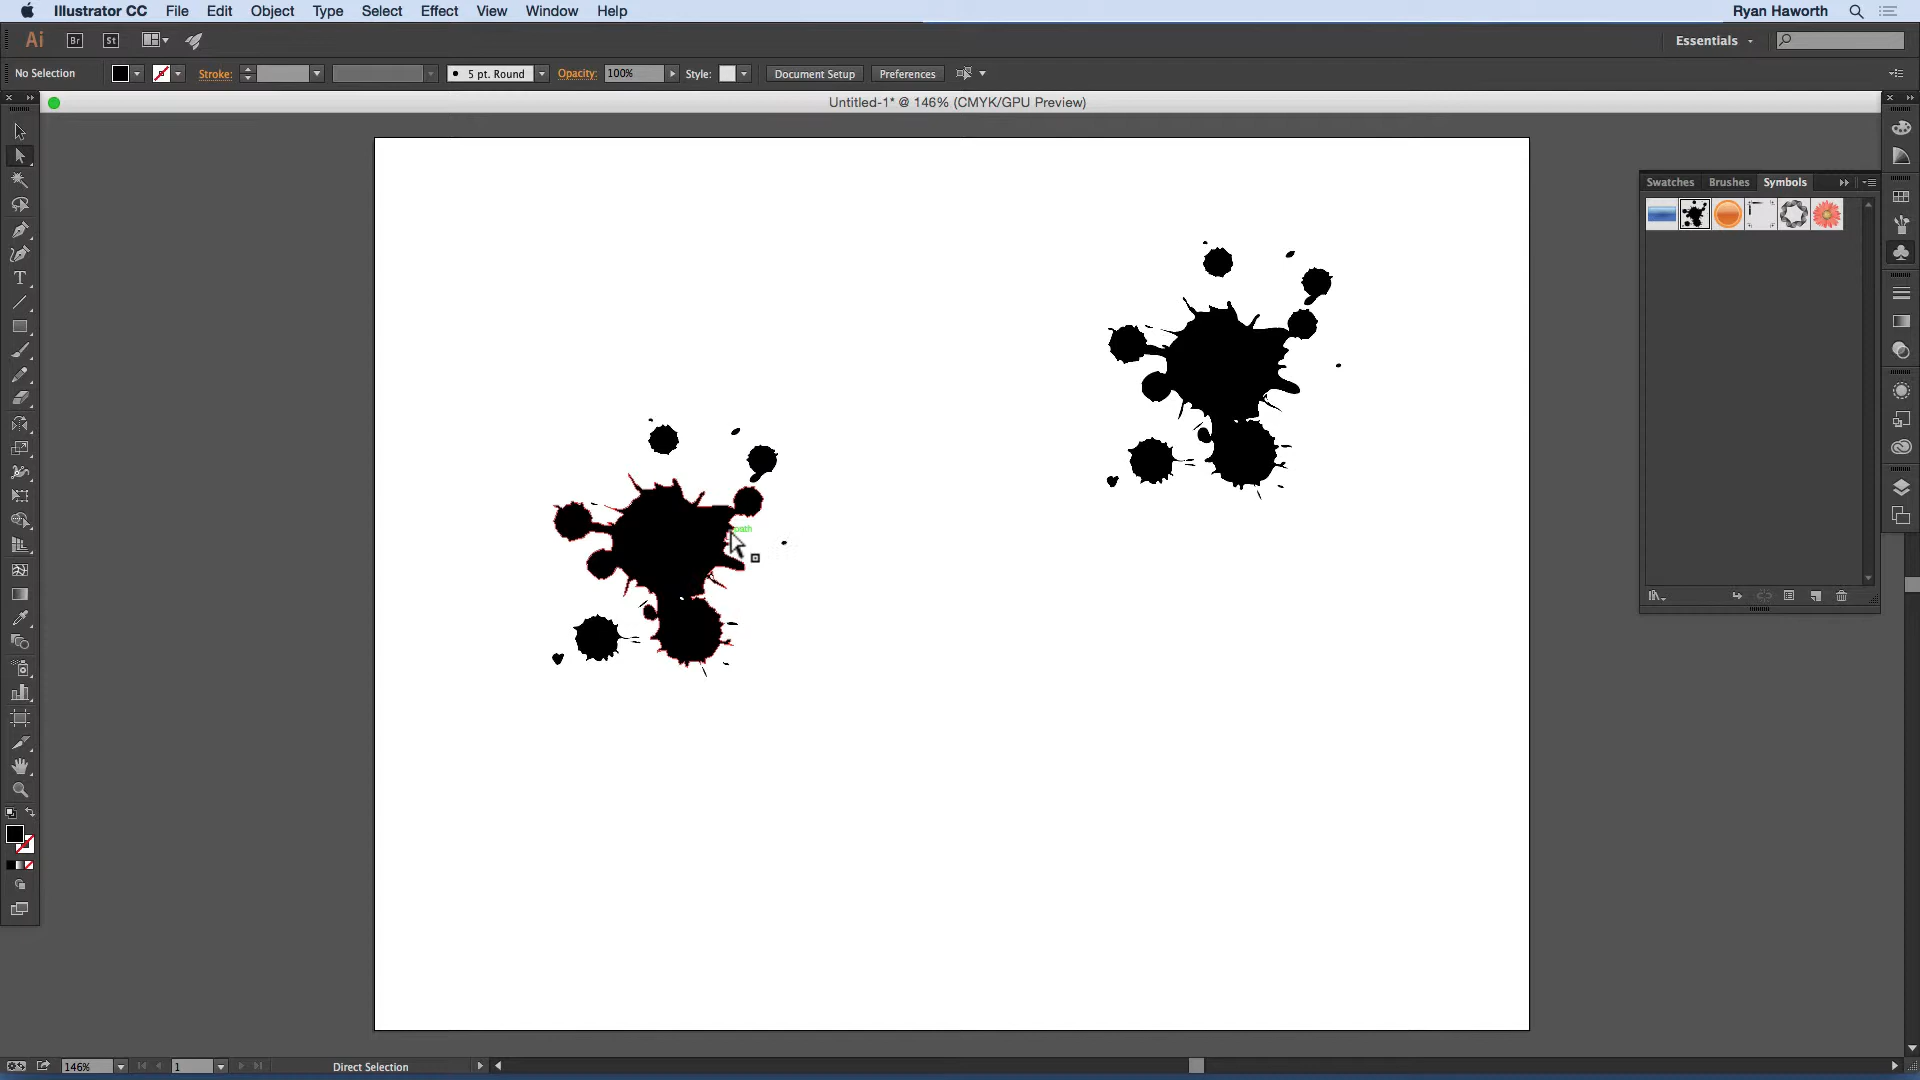 Illustrator CC File Edit Object Type Select Effect View Window Help Ryan Haworth
Ai Br St Essentials
No Selection Stroke: 5 pt. Round Opacity: 100% Style: Document Setup Preferences
Untitled-1* @ 146% (CMYK/GPU Preview)
Swatches Brushes Symbols
T
path
146% 1 Direct Selection